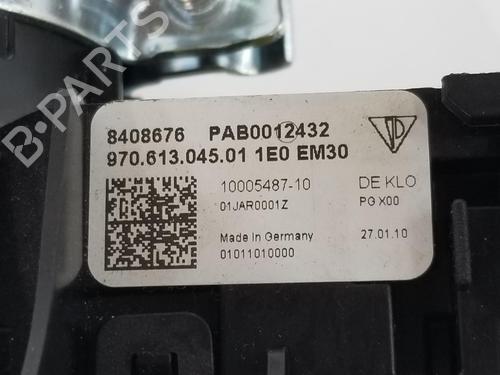 B-PARTS
8408676 PAB0012432
970.613.045.01 1E0 EM30
10005487-10 DE KLO
01JAR0001Z PG X00
Made in Germany 27.01.10
01011010000